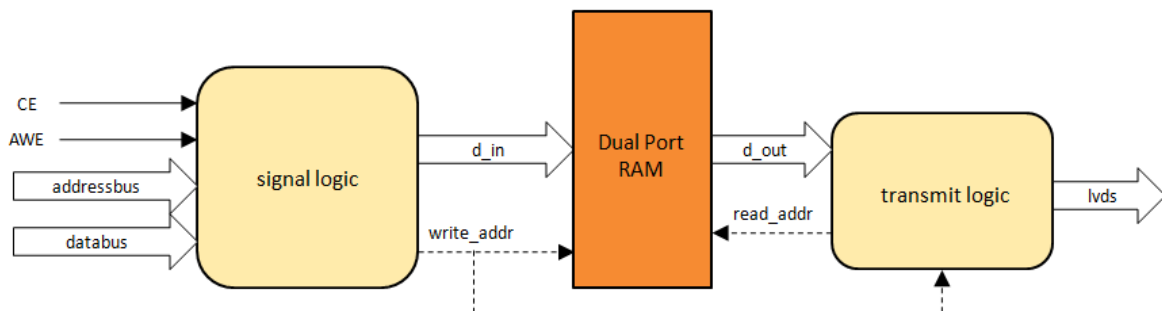 CE
AWE
addressbus
databus
signal logic
d_in
write_addr
Dual Port
RAM
d_out
read_addr
transmit logic
lvds